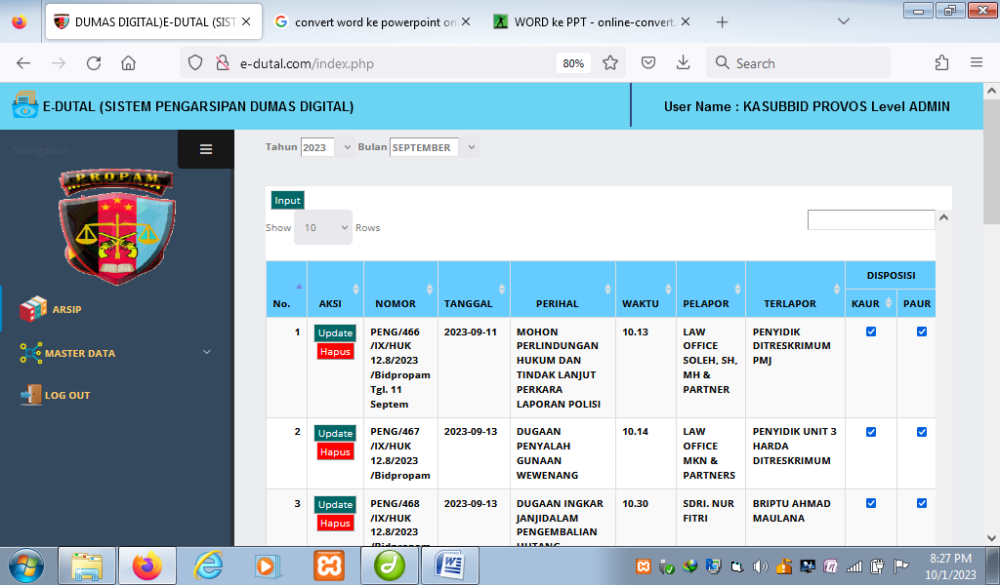 DUMAS DIGITAL)E-DUTAL (SIST
convert word ke powerpoint on
WORD ke PPT - online-convert.
e-dutal.com/index.php
80%
Search
E-DUTAL (SISTEM PENGARSIPAN DUMAS DIGITAL)
User Name : KASUBBID PROVOS Level ADMIN
Navigation
PROPAM
ARSIP
MASTER DATA
LOG OUT
Tahun 2023 Bulan SEPTEMBER
Input
Show 10 Rows
DISPOSISI
No. AKSI NOMOR TANGGAL PERIHAL WAKTU PELAPOR TERLAPOR KAUR PAUR
1 Update PENG/466 2023-09-11 MOHON 10.13 LAW PENYIDIK
Hapus /IX/HUK PERLINDUNGAN OFFICE DITRESKRIMUM
12.8/2023 HUKUM DAN SOLEH, SH, PMJ
/Bidpropam TINDAK LANJUT MH &
Tgl. 11 PERKARA PARTNER
Septem LAPORAN POLISI
2 Update PENG/467 2023-09-13 DUGAAN 10.14 LAW PENYIDIK UNIT 3
Hapus /IX/HUK PENYALAH OFFICE HARDA
12.8/2023 GUNAAN MKN & DITRESKRIMUM
/Bidpropam WEWENANG PARTNERS
3 Update PENG/468 2023-09-13 DUGAAN INGKAR 10.30 SDRI. NUR BRIPTU AHMAD
Hapus /IX/HUK JANJIDALAM FITRI MAULANA
12.8/2023 PENGEMBALIAN
/Bidpropam HUTANG
8:27 PM
10/1/2023